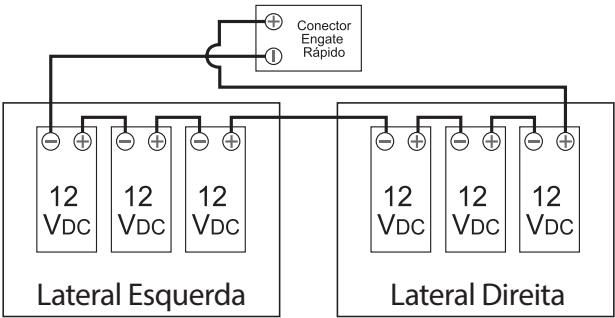 +
Conector
Engate
Rápido
−
− + − + − +
− + − + − +
12
VDC
12
VDC
12
VDC
12
VDC
12
VDC
12
VDC
Lateral Esquerda
Lateral Direita